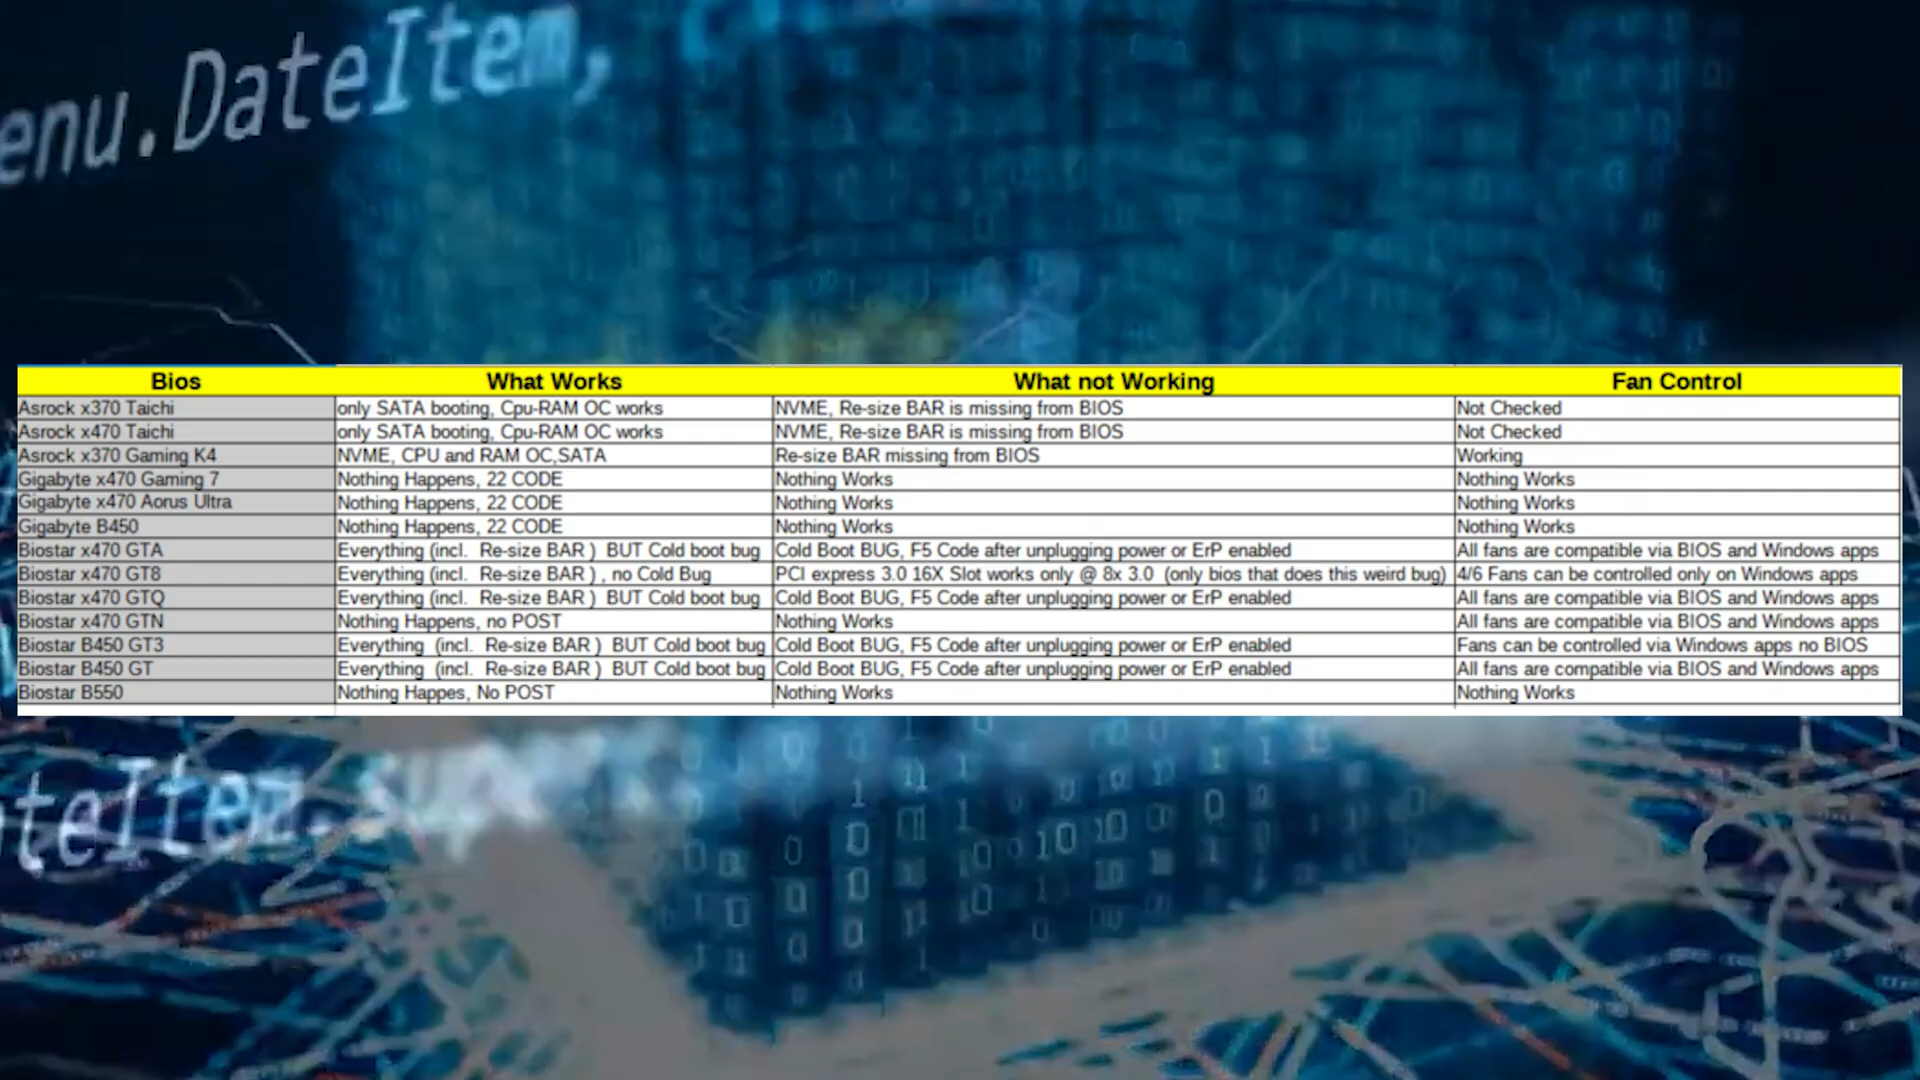 enu.DateItem,
Bios What Works What not Working Fan Control
Asrock x370 Taichi only SATA booting, Cpu-RAM OC works NVME, Re-size BAR is missing from BIOS Not Checked
Asrock x470 Taichi only SATA booting, Cpu-RAM OC works NVME, Re-size BAR is missing from BIOS Not Checked
Asrock x370 Gaming K4 NVME, CPU and RAM OC,SATA Re-size BAR missing from BIOS Working
Gigabyte x470 Gaming 7 Nothing Happens, 22 CODE Nothing Works Nothing Works
Gigabyte x470 Aorus Ultra Nothing Happens, 22 CODE Nothing Works Nothing Works
Gigabyte B450 Nothing Happens, 22 CODE Nothing Works Nothing Works
Biostar x470 GTA Everything (incl. Re-size BAR ) BUT Cold boot bug Cold Boot BUG, F5 Code after unplugging power or ErP enabled All fans are compatible via BIOS and Windows apps
Biostar x470 GT8 Everything (incl. Re-size BAR ) , no Cold Bug PCI express 3.0 16X Slot works only @ 8x 3.0 (only bios that does this weird bug) 4/6 Fans can be controlled only on Windows apps
Biostar x470 GTQ Everything (incl. Re-size BAR ) BUT Cold boot bug Cold Boot BUG, F5 Code after unplugging power or ErP enabled All fans are compatible via BIOS and Windows apps
Biostar x470 GTN Nothing Happens, no POST Nothing Works All fans are compatible via BIOS and Windows apps
Biostar B450 GT3 Everything (incl. Re-size BAR ) BUT Cold boot bug Cold Boot BUG, F5 Code after unplugging power or ErP enabled Fans can be controlled via Windows apps no BIOS
Biostar B450 GT Everything (incl. Re-size BAR ) BUT Cold boot bug Cold Boot BUG, F5 Code after unplugging power or ErP enabled All fans are compatible via BIOS and Windows apps
Biostar B550 Nothing Happes, No POST Nothing Works Nothing Works
teItem.